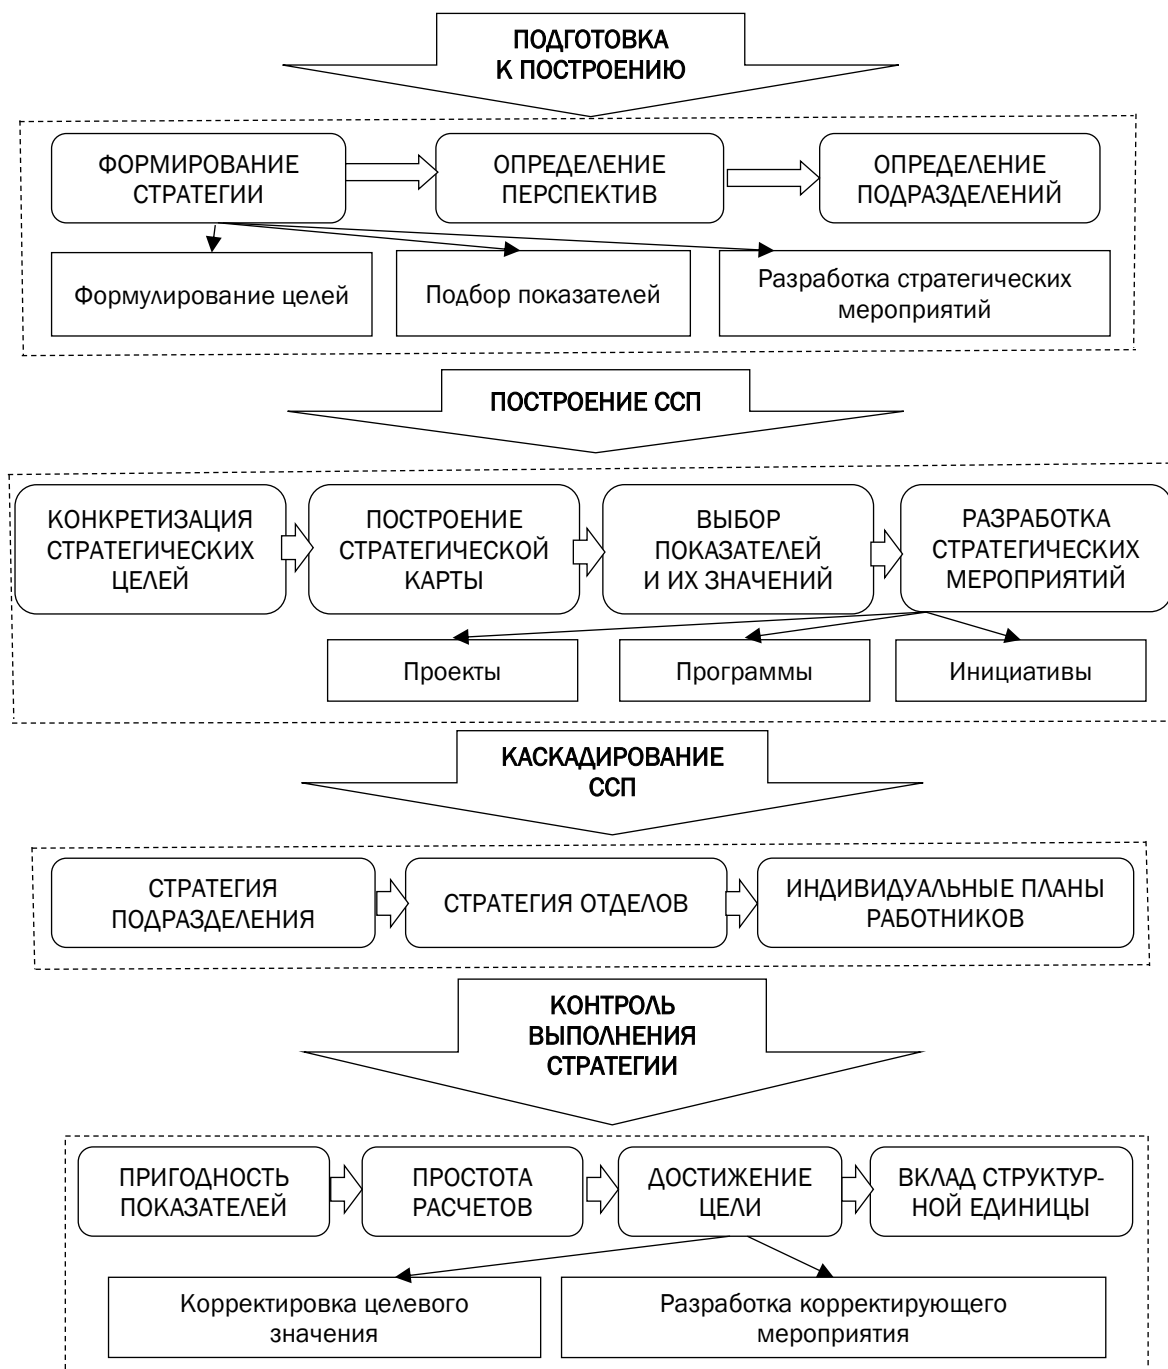 ПОДГОТОВКА
К ПОСТРОЕНИЮ
ФОРМИРОВАНИЕ
СТРАТЕГИИ
ОПРЕДЕЛЕНИЕ
ПЕРСПЕКТИВ
ОПРЕДЕЛЕНИЕ
ПОДРАЗДЕЛЕНИЙ
Формулирование целей
Подбор показателей
Разработка стратегических
мероприятий
ПОСТРОЕНИЕ ССП
КОНКРЕТИЗАЦИЯ
СТРАТЕГИЧЕСКИХ
ЦЕЛЕЙ
ПОСТРОЕНИЕ
СТРАТЕГИЧЕСКОЙ
КАРТЫ
ВЫБОР
ПОКАЗАТЕЛЕЙ
И ИХ ЗНАЧЕНИЙ
РАЗРАБОТКА
СТРАТЕГИЧЕСКИХ
МЕРОПРИЯТИЙ
Проекты
Программы
Инициативы
КАСКАДИРОВАНИЕ
ССП
СТРАТЕГИЯ
ПОДРАЗДЕЛЕНИЯ
СТРАТЕГИЯ ОТДЕЛОВ
ИНДИВИДУАЛЬНЫЕ ПЛАНЫ
РАБОТНИКОВ
КОНТРОЛЬ
ВЫПОЛНЕНИЯ
СТРАТЕГИИ
ПРИГОДНОСТЬ
ПОКАЗАТЕЛЕЙ
ПРОСТОТА
РАСЧЕТОВ
ДОСТИЖЕНИЕ
ЦЕЛИ
ВКЛАД СТРУКТУР-
НОЙ ЕДИНИЦЫ
Корректировка целевого
значения
Разработка корректирующего
мероприятия